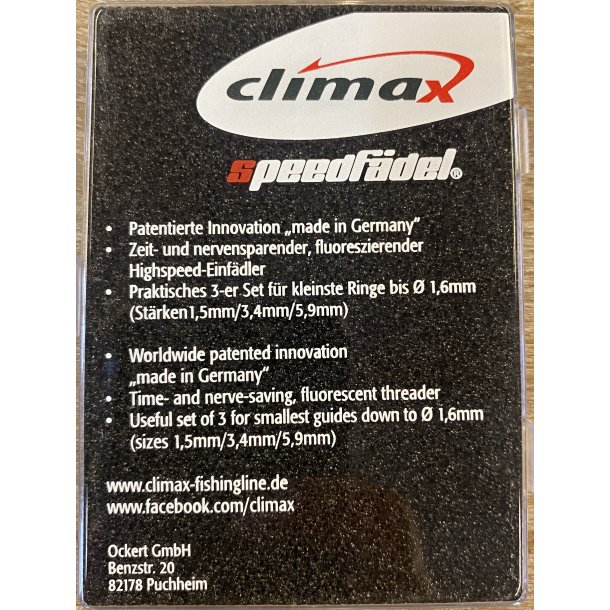 climax
speedfädel®
• Patentierte Innovation „made in Germany“
• Zeit- und nervensparender, fluoreszierender
Highspeed-Einfädler
• Praktisches 3-er Set für kleinste Ringe bis Ø 1,6mm
(Stärken1,5mm/3,4mm/5,9mm)
• Worldwide patented innovation
„made in Germany“
• Time- and nerve-saving, fluorescent threader
• Useful set of 3 for smallest guides down to Ø 1,6mm
(sizes 1,5mm/3,4mm/5,9mm)
www.climax-fishingline.de
www.facebook.com/climax
Ockert GmbH
Benzstr. 20
82178 Puchheim